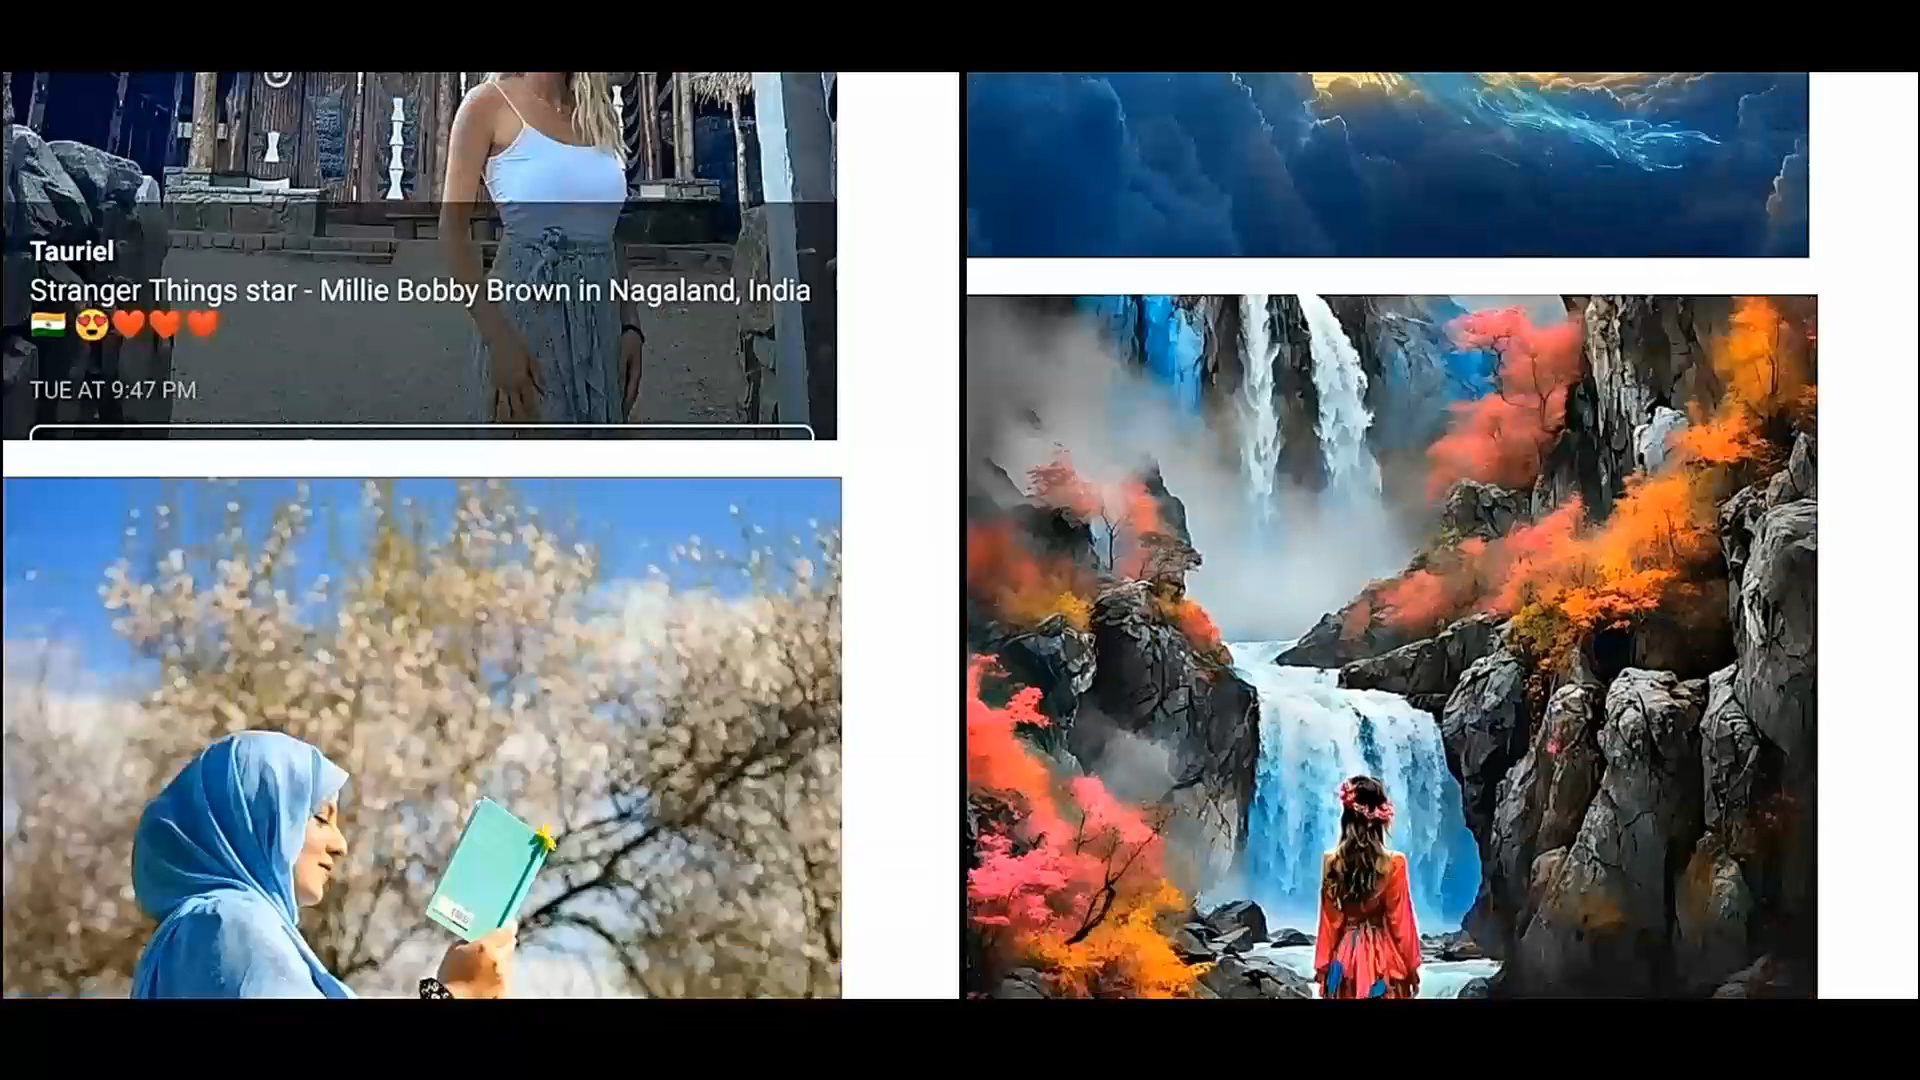 Tauriel
Stranger Things star - Millie Bobby Brown in Nagaland, India
🇮🇳 😍❤️❤️❤️
TUE AT 9:47 PM